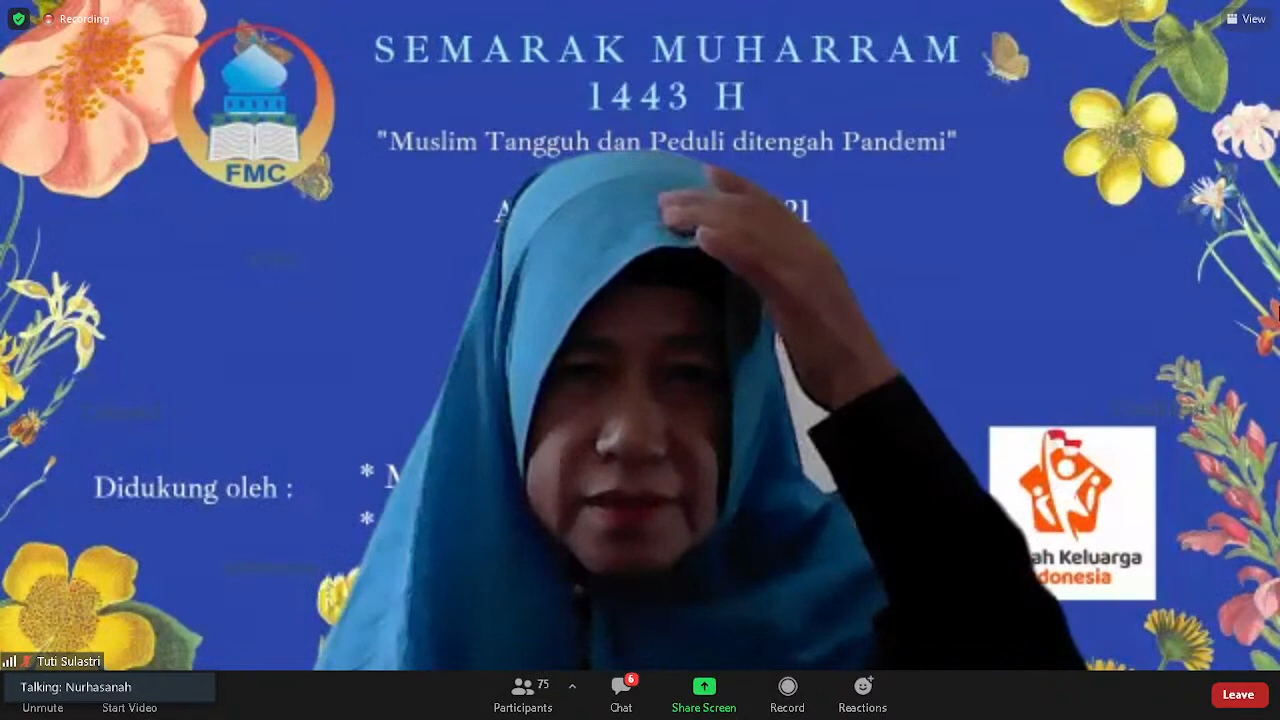 Recording
View
SEMARAK MUHARRAM
1443 H
"Muslim Tangguh dan Peduli ditengah Pandemi"
FMC
Didukung oleh :
*
*
Keluarga
Tuti Sulastri
Talking: Nurhasanah
Unmute
Start Video
75
Participants
6
Chat
Share Screen
Record
Reactions
Leave